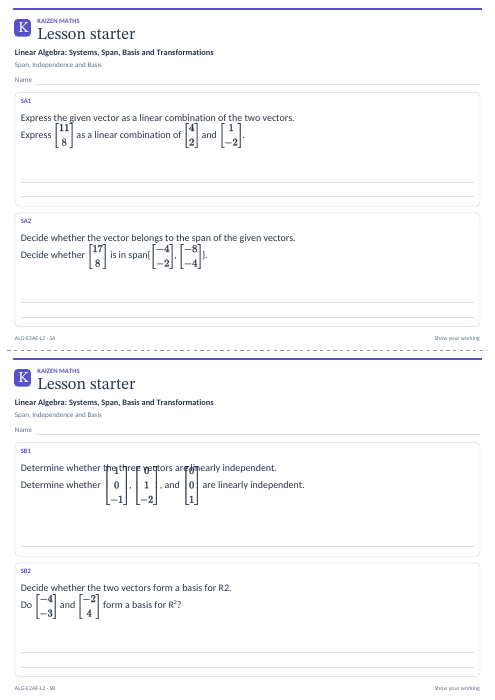 K KAIZEN MATHS
Lesson starter
Linear Algebra: Systems, Span, Basis and Transformations
Span, Independence and Basis
Name
SA1
Express the given vector as a linear combination of the two vectors.
Express [11 8] as a linear combination of [4 2] and [1 −2].
SA2
Decide whether the vector belongs to the span of the given vectors.
Decide whether [17 8] is in span{[−4 −2], [−8 −4]}.
ALG-E2AE-L2 - SA Show your working
K KAIZEN MATHS
Lesson starter
Linear Algebra: Systems, Span, Basis and Transformations
Span, Independence and Basis
Name
SB1
Determine whether the three vectors are linearly independent.
Determine whether [1 0 −1], [0 1 −2], and [0 0 1] are linearly independent.
SB2
Decide whether the two vectors form a basis for R2.
Do [−4 −3] and [−2 4] form a basis for R²?
ALG-E2AE-L2 - SB Show your working